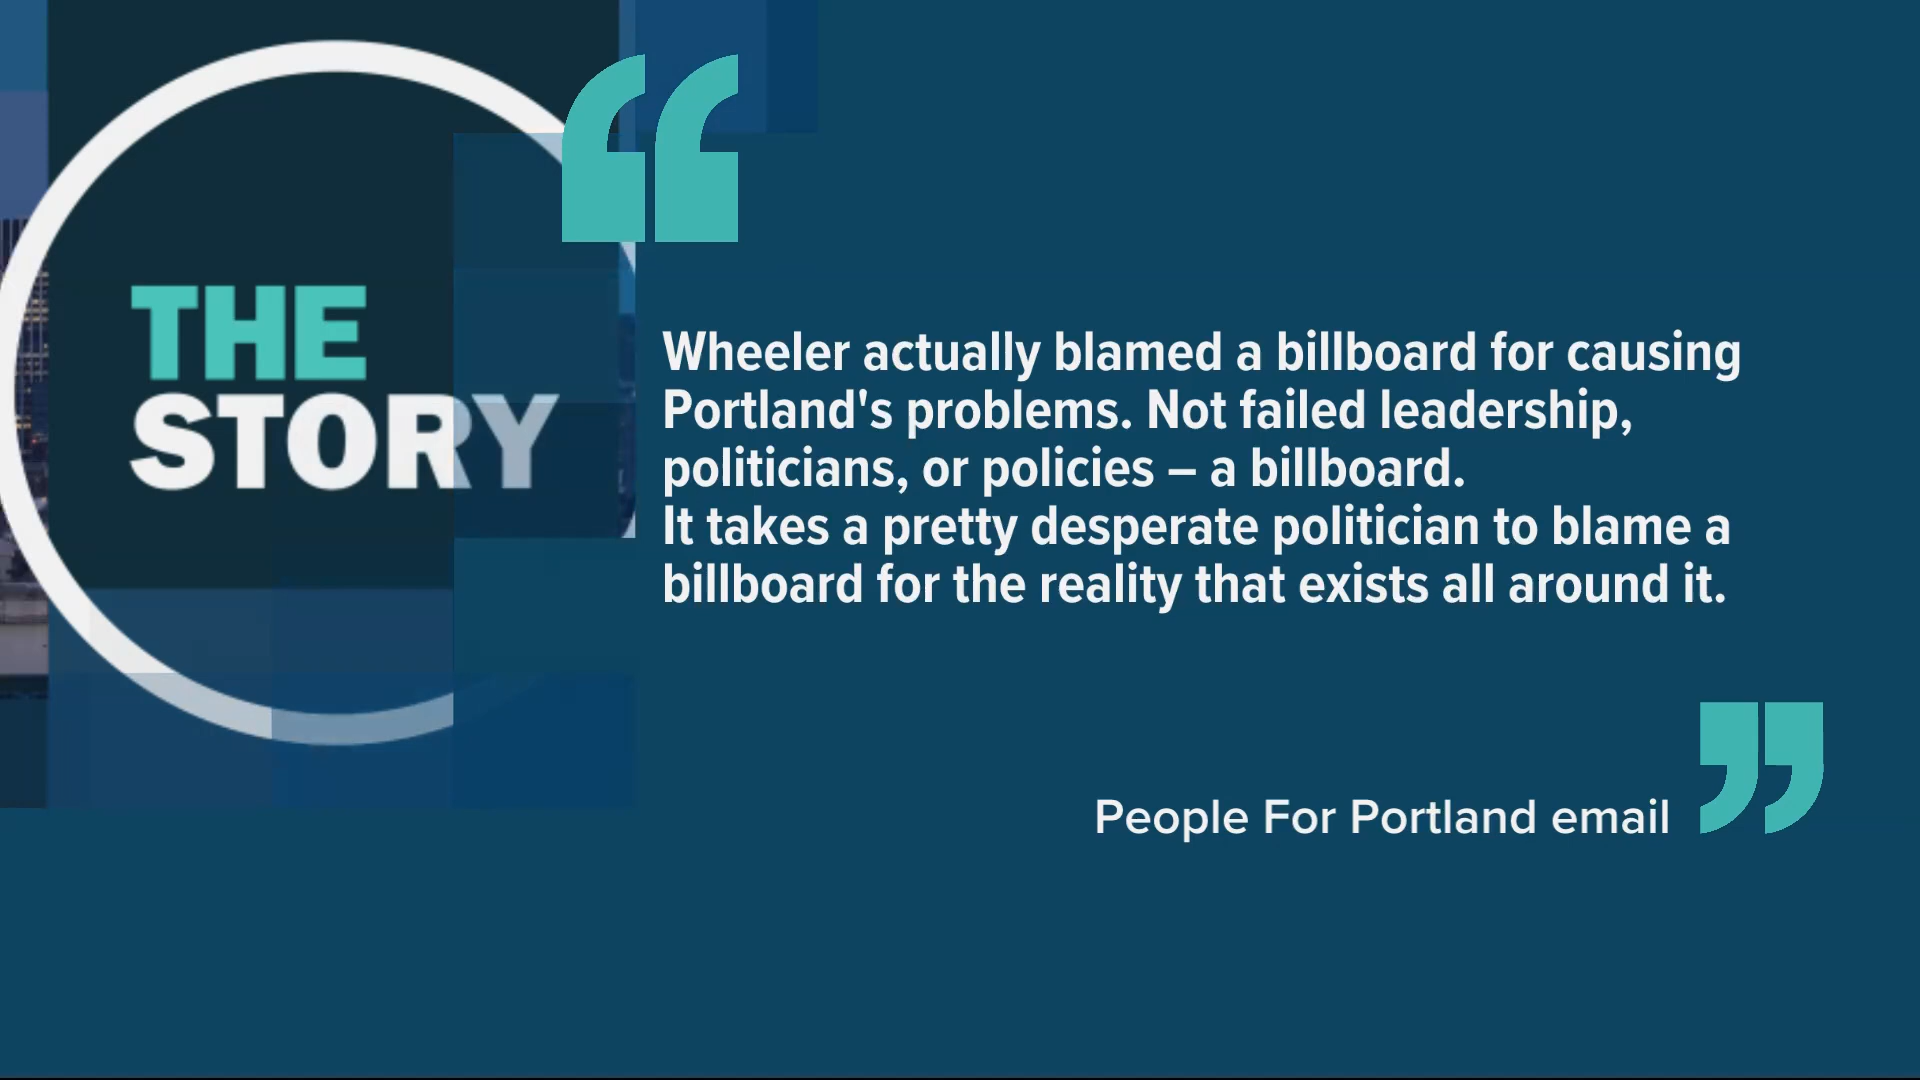 THE
STORY
Wheeler actually blamed a billboard for causing
Portland's problems. Not failed leadership,
politicians, or policies – a billboard.
It takes a pretty desperate politician to blame a
billboard for the reality that exists all around it.
People For Portland email